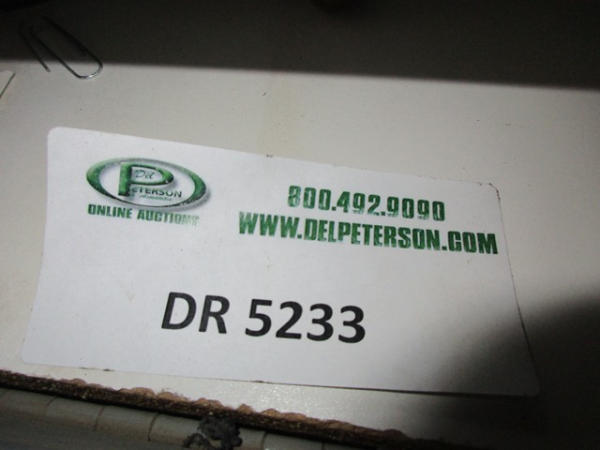 Del
PETERSON
ONLINE AUCTIONS
800.492.9090
WWW.DELPETERSON.COM
DR 5233